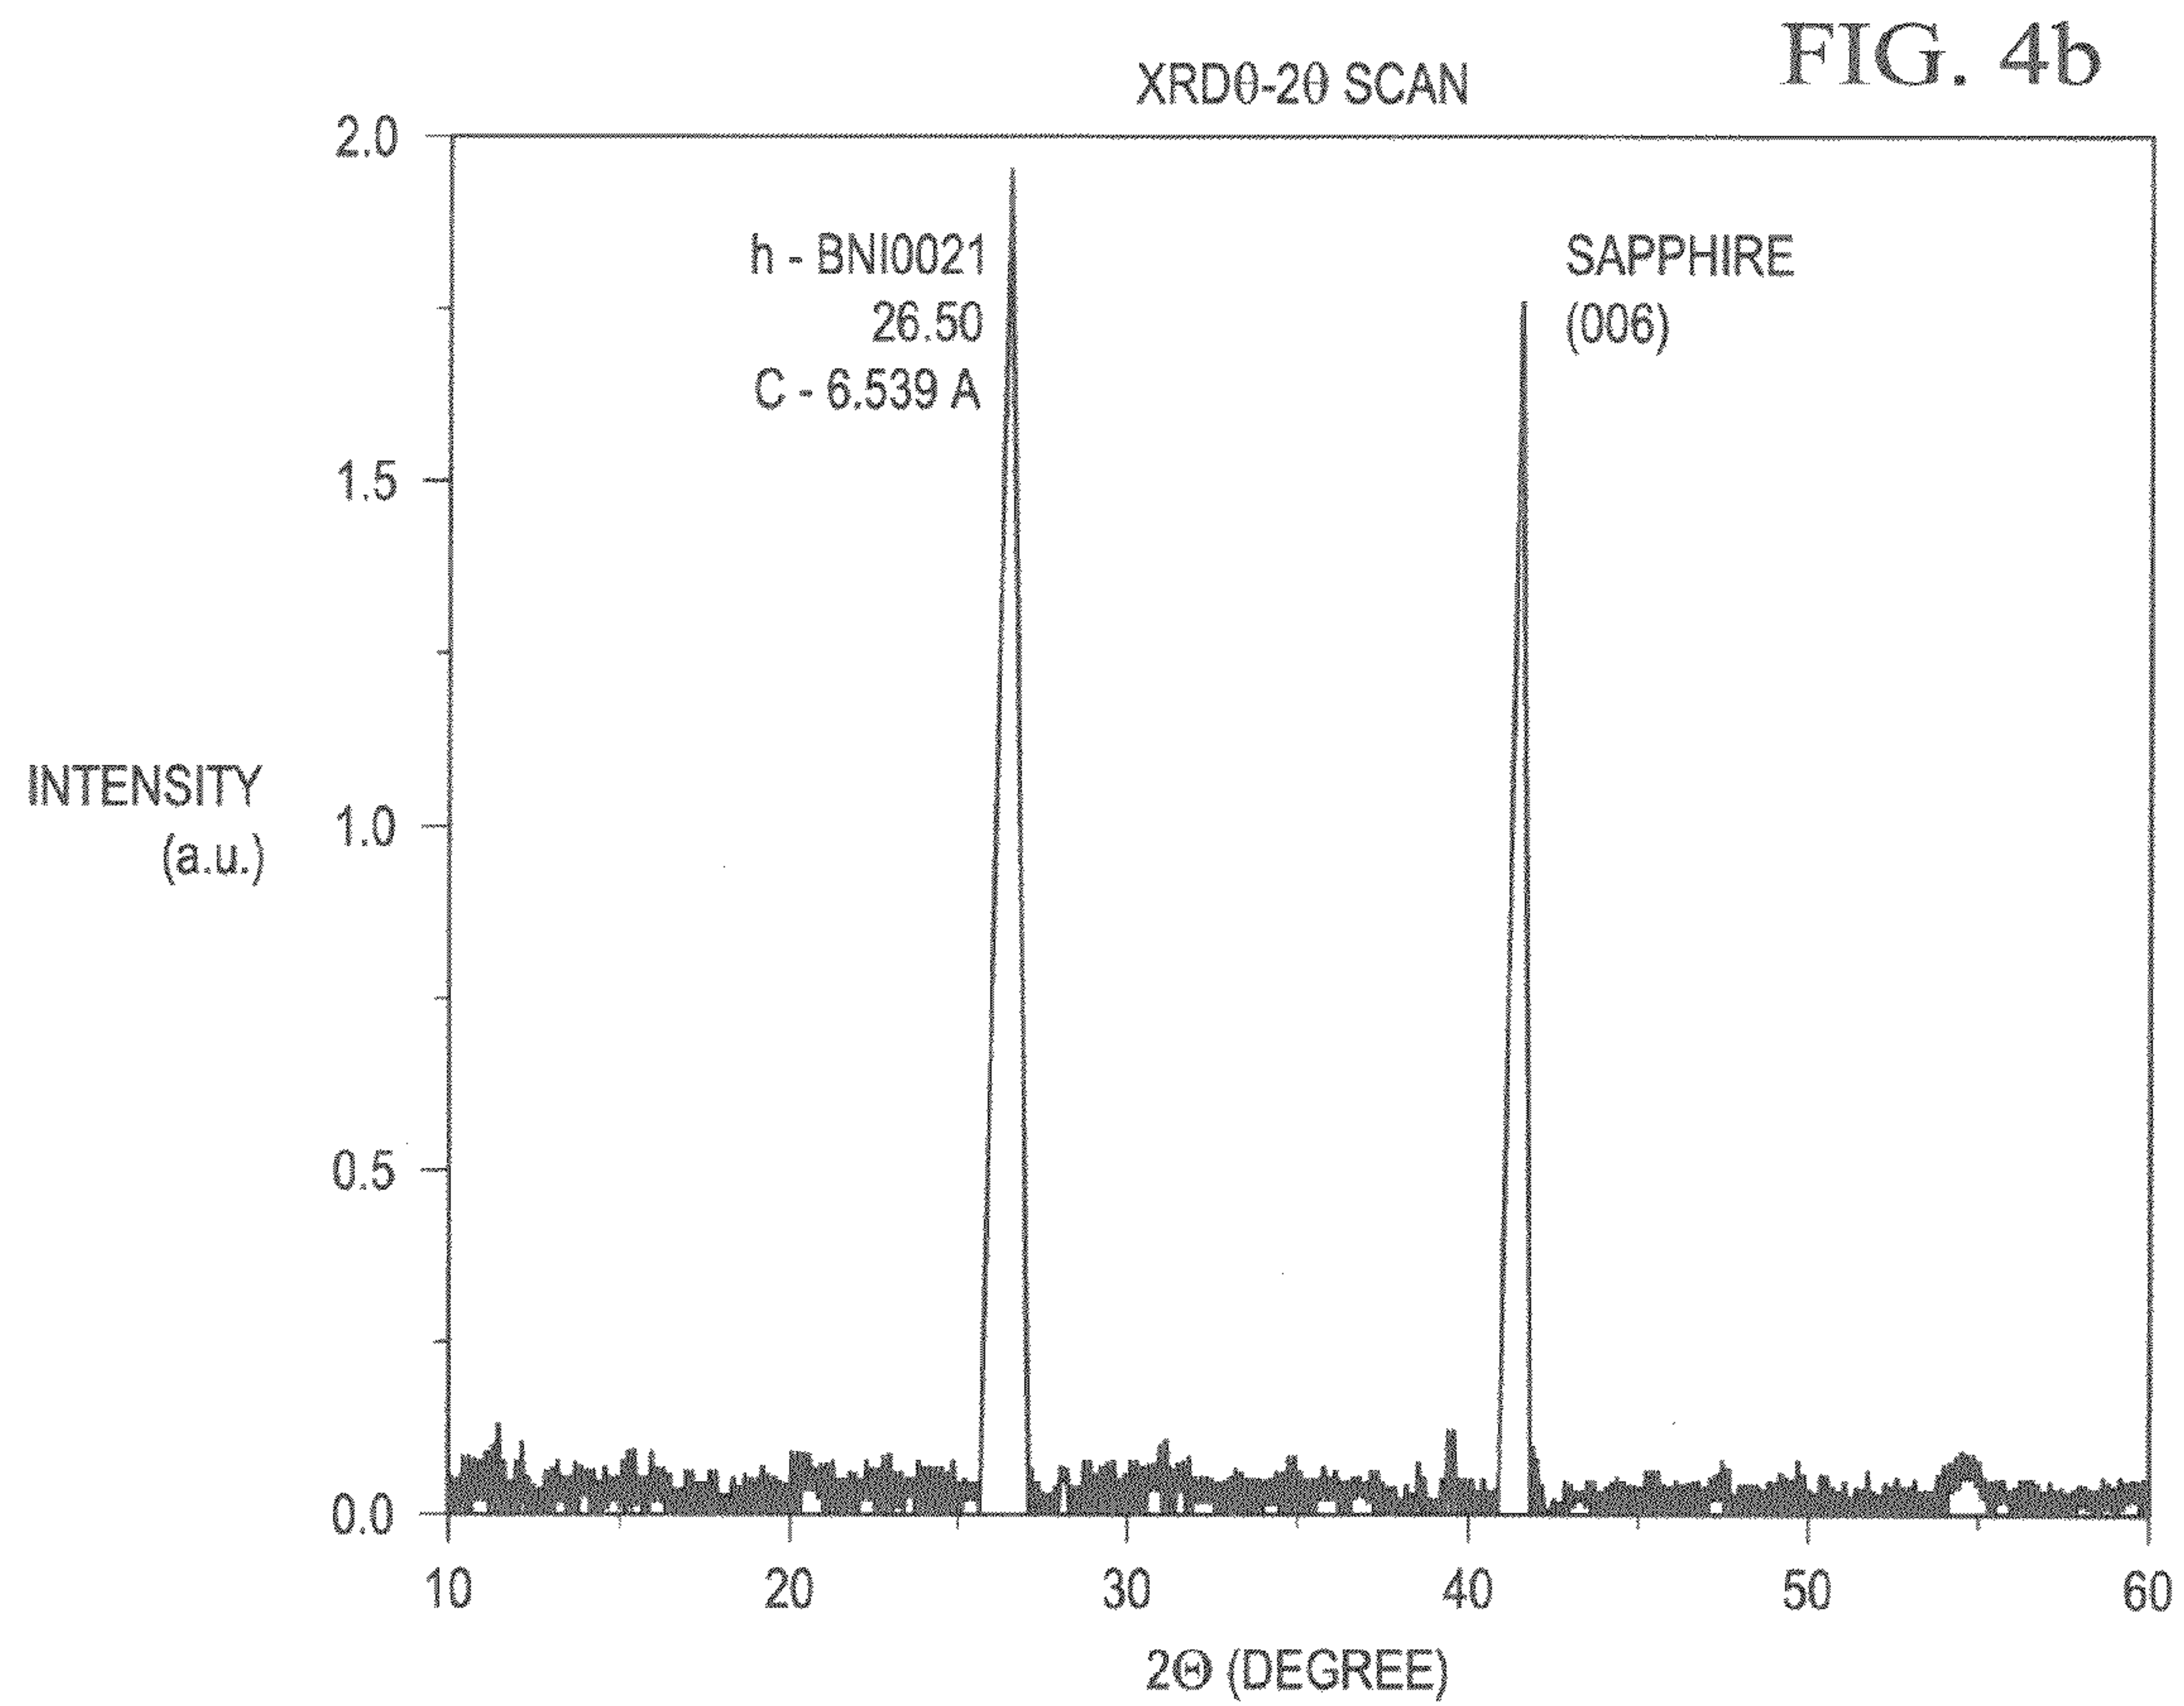 FIG. 4b
XRDθ-2θ SCAN
2.0
h - BNI0021
26.50
C - 6.539 A
SAPPHIRE
(006)
1.5
INTENSITY
(a.u.)
1.0
0.5
0.0
10 20 30 40 50 60
2Θ (DEGREE)